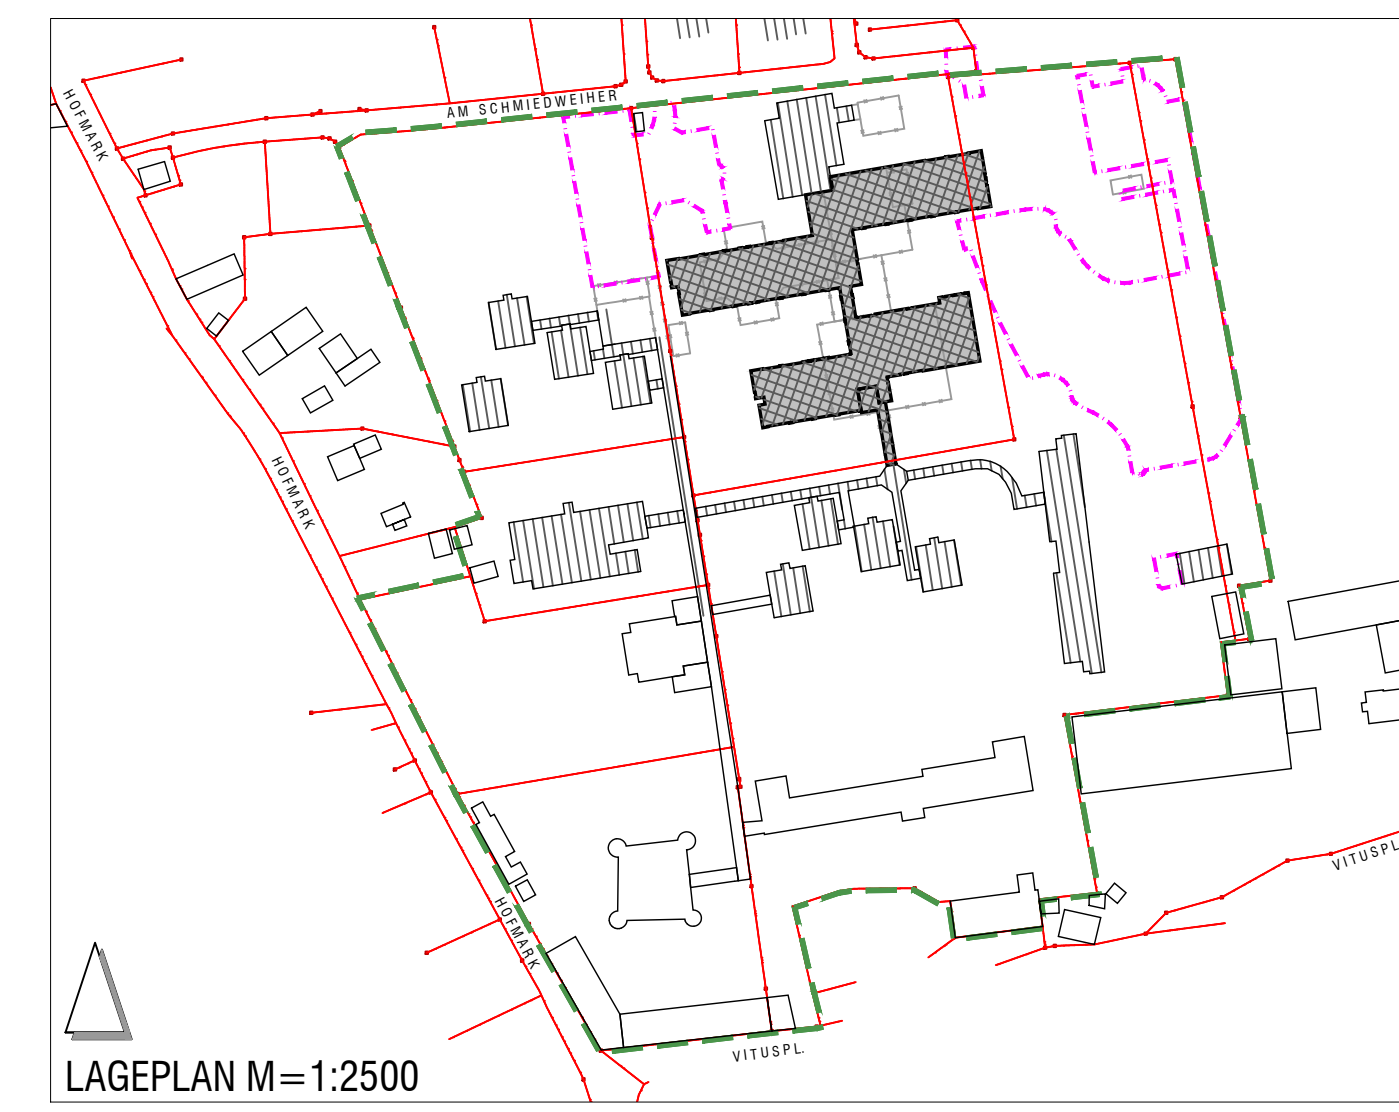 AM SCHMIEDWEIHER
HOFMARK
HOFMARK
VITUSPL
HOFMARK
VITUSPL.
LAGEPLAN M=1:2500